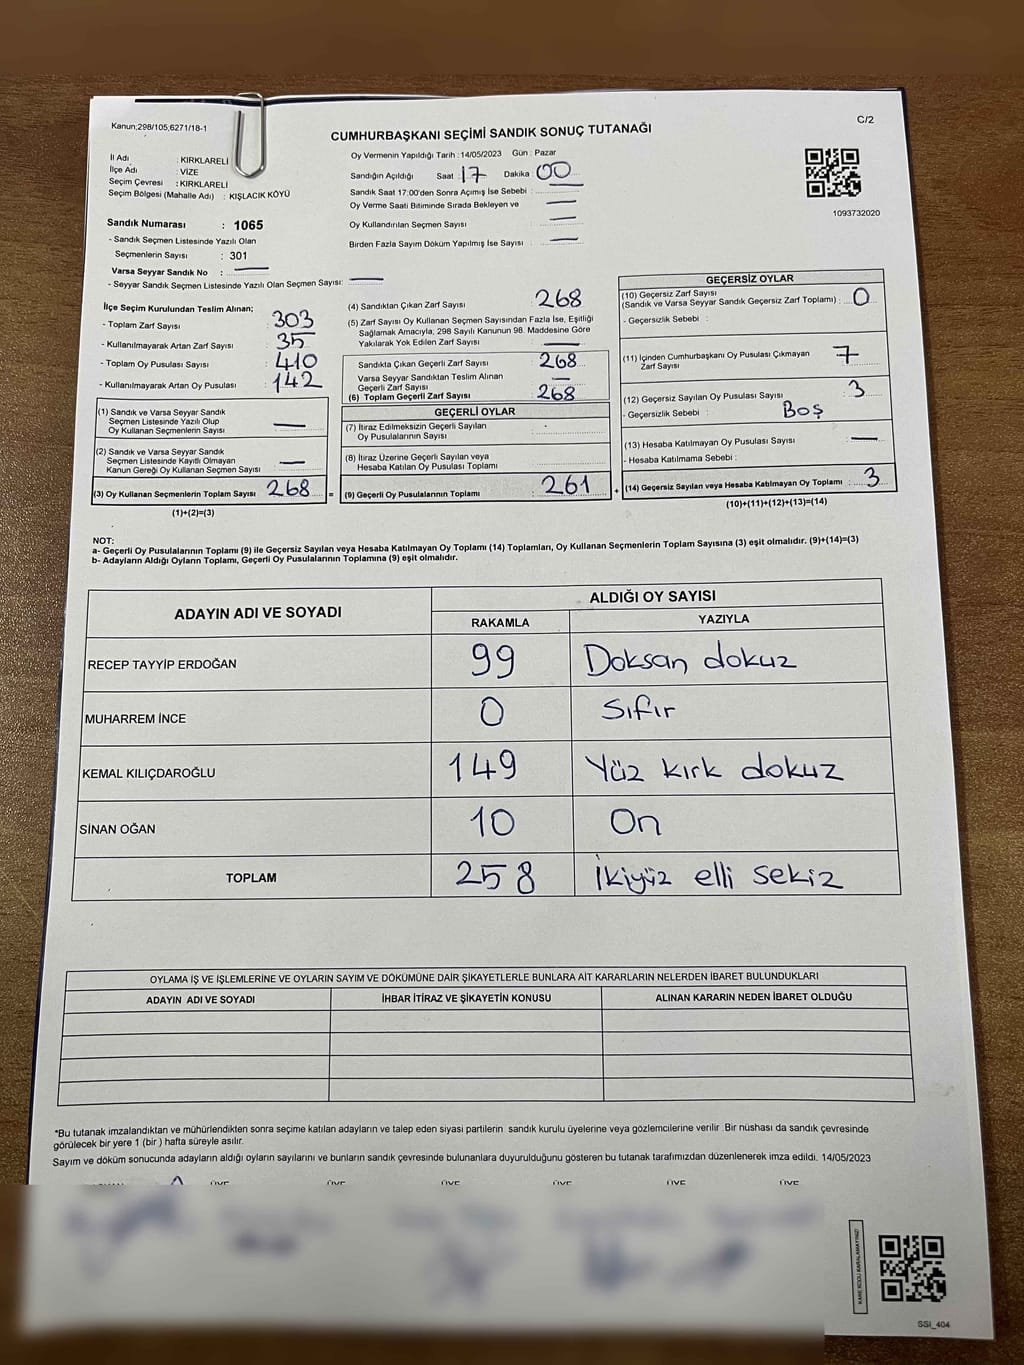 Kanun;298/105;6271/18-1
CUMHURBAŞKANI SEÇİMİ SANDIK SONUÇ TUTANAĞI
C/2
İl Adı : KIRKLARELİ
İlçe Adı : VİZE
Seçim Çevresi : KIRKLARELİ
Seçim Bölgesi (Mahalle Adı) : KIŞLACIK KÖYÜ
Oy Vermenin Yapıldığı Tarih : 14/05/2023 Gün : Pazar
Sandığın Açıldığı Saat : 17 Dakika : 00
Sandık Saat 17:00'den Sonra Açılmış İse Sebebi :
Oy Verme Saati Bitiminde Sırada Bekleyen ve —
Oy Kullandırılan Seçmen Sayısı —
Birden Fazla Sayım Döküm Yapılmış İse Sayısı —
1093732020
Sandık Numarası : 1065
- Sandık Seçmen Listesinde Yazılı Olan
Seçmenlerin Sayısı : 301
Varsa Seyyar Sandık No : —
- Seyyar Sandık Seçmen Listesinde Yazılı Olan Seçmen Sayısı: —
İlçe Seçim Kurulundan Teslim Alınan;
- Toplam Zarf Sayısı : 303
- Kullanılmayarak Artan Zarf Sayısı : 35
- Toplam Oy Pusulası Sayısı : 410
- Kullanılmayarak Artan Oy Pusulası : 142
(1) Sandık ve Varsa Seyyar Sandık
Seçmen Listesinde Yazılı Olup
Oy Kullanan Seçmenlerin Sayısı —
(2) Sandık ve Varsa Seyyar Sandık
Seçmen Listesinde Kayıtlı Olmayan
Kanun Gereği Oy Kullanan Seçmen Sayısı —
(3) Oy Kullanan Seçmenlerin Toplam Sayısı 268 =
(1)+(2)=(3)
(4) Sandıktan Çıkan Zarf Sayısı 268
(5) Zarf Sayısı Oy Kullanan Seçmen Sayısından Fazla İse, Eşitliği
Sağlamak Amacıyla, 298 Sayılı Kanunun 98. Maddesine Göre
Yakılarak Yok Edilen Zarf Sayısı —
Sandıkta Çıkan Geçerli Zarf Sayısı 268
Varsa Seyyar Sandıktan Teslim Alınan
Geçerli Zarf Sayısı —
(6) Toplam Geçerli Zarf Sayısı 268
GEÇERLİ OYLAR
(7) İtiraz Edilmeksizin Geçerli Sayılan
Oy Pusulalarının Sayısı
(8) İtiraz Üzerine Geçerli Sayılan veya
Hesaba Katılan Oy Pusulası Toplamı
(9) Geçerli Oy Pusulalarının Toplamı 261 +
GEÇERSİZ OYLAR
(10) Geçersiz Zarf Sayısı
(Sandık ve Varsa Seyyar Sandık Geçersiz Zarf Toplamı) : 0
- Geçersizlik Sebebi :
(11) İçinden Cumhurbaşkanı Oy Pusulası Çıkmayan
Zarf Sayısı 7
(12) Geçersiz Sayılan Oy Pusulası Sayısı 3
- Geçersizlik Sebebi : BOŞ
(13) Hesaba Katılmayan Oy Pusulası Sayısı —
- Hesaba Katılmama Sebebi :
(14) Geçersiz Sayılan veya Hesaba Katılmayan Oy Toplamı : 3
(10)+(11)+(12)+(13)=(14)
NOT:
a- Geçerli Oy Pusulalarının Toplamı (9) ile Geçersiz Sayılan veya Hesaba Katılmayan Oy Toplamı (14) Toplamları, Oy Kullanan Seçmenlerin Toplam Sayısına (3) eşit olmalıdır. (9)+(14)=(3)
b- Adayların Aldığı Oyların Toplamı, Geçerli Oy Pusulalarının Toplamına (9) eşit olmalıdır.
ADAYIN ADI VE SOYADI ALDIĞI OY SAYISI
RAKAMLA YAZIYLA
RECEP TAYYİP ERDOĞAN 99 Doksan dokuz
MUHARREM İNCE 0 Sıfır
KEMAL KILIÇDAROĞLU 149 Yüz kırk dokuz
SİNAN OĞAN 10 On
TOPLAM 258 İkiyüz elli sekiz
OYLAMA İŞ VE İŞLEMLERİNE VE OYLARIN SAYIM VE DÖKÜMÜNE DAİR ŞİKAYETLERLE BUNLARA AİT KARARLARIN NELERDEN İBARET BULUNDUKLARI
ADAYIN ADI VE SOYADI İHBAR İTİRAZ VE ŞİKAYETİN KONUSU ALINAN KARARIN NEDEN İBARET OLDUĞU
*Bu tutanak imzalandıktan ve mühürlendikten sonra seçime katılan adayların ve talep eden siyasi partilerin sandık kurulu üyelerine veya gözlemcilerine verilir Bir nüshası da sandık çevresinde
görülecek bir yere 1 (bir) hafta süreyle asılır.
Sayım ve döküm sonucunda adayların aldığı oyların sayılarını ve bunların sandık çevresinde bulunanlara duyurulduğunu gösteren bu tutanak tarafımızdan düzenlenerek imza edildi. 14/05/2023
ÜYE ÜYE ÜYE ÜYE ÜYE ÜYE
KARE KODU KARALAMAYINIZ!
SSI_404